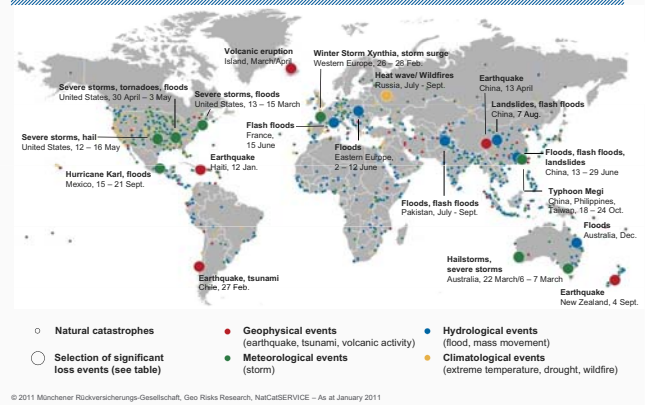 Volcanic eruption
Island, March/April
Winter Storm Xynthia, storm surge
Western Europe, 26 – 28 Feb.
Heat wave/ Wildfires
Russia, July - Sept.
Earthquake
China, 13 April
Severe storms, tornadoes, floods
United States, 30 April – 3 May
Severe storms, floods
United States, 13 – 15 March
Landslides, flash floods
China, 7 Aug.
Severe storms, hail
United States, 12 – 16 May
Flash floods
France,
15 June
Floods
Eastern Europe,
2 – 12 June
Floods, flash floods,
landslides
China, 13 – 29 June
Earthquake
Haiti, 12 Jan.
Hurricane Karl, floods
Mexico, 15 – 21 Sept.
Floods, flash floods
Pakistan, July - Sept.
Typhoon Megi
China, Philippines,
Taiwan, 18 – 24 Oct.
Floods
Australia, Dec.
Hailstorms,
severe storms
Australia, 22 March/6 – 7 March
Earthquake, tsunami
Chile, 27 Feb.
Earthquake
New Zealand, 4 Sept.
Natural catastrophes
Selection of significant
loss events (see table)
Geophysical events
(earthquake, tsunami, volcanic activity)
Meteorological events
(storm)
Hydrological events
(flood, mass movement)
Climatological events
(extreme temperature, drought, wildfire)
© 2011 Münchener Rückversicherungs-Gesellschaft, Geo Risks Research, NatCatSERVICE – As at January 2011